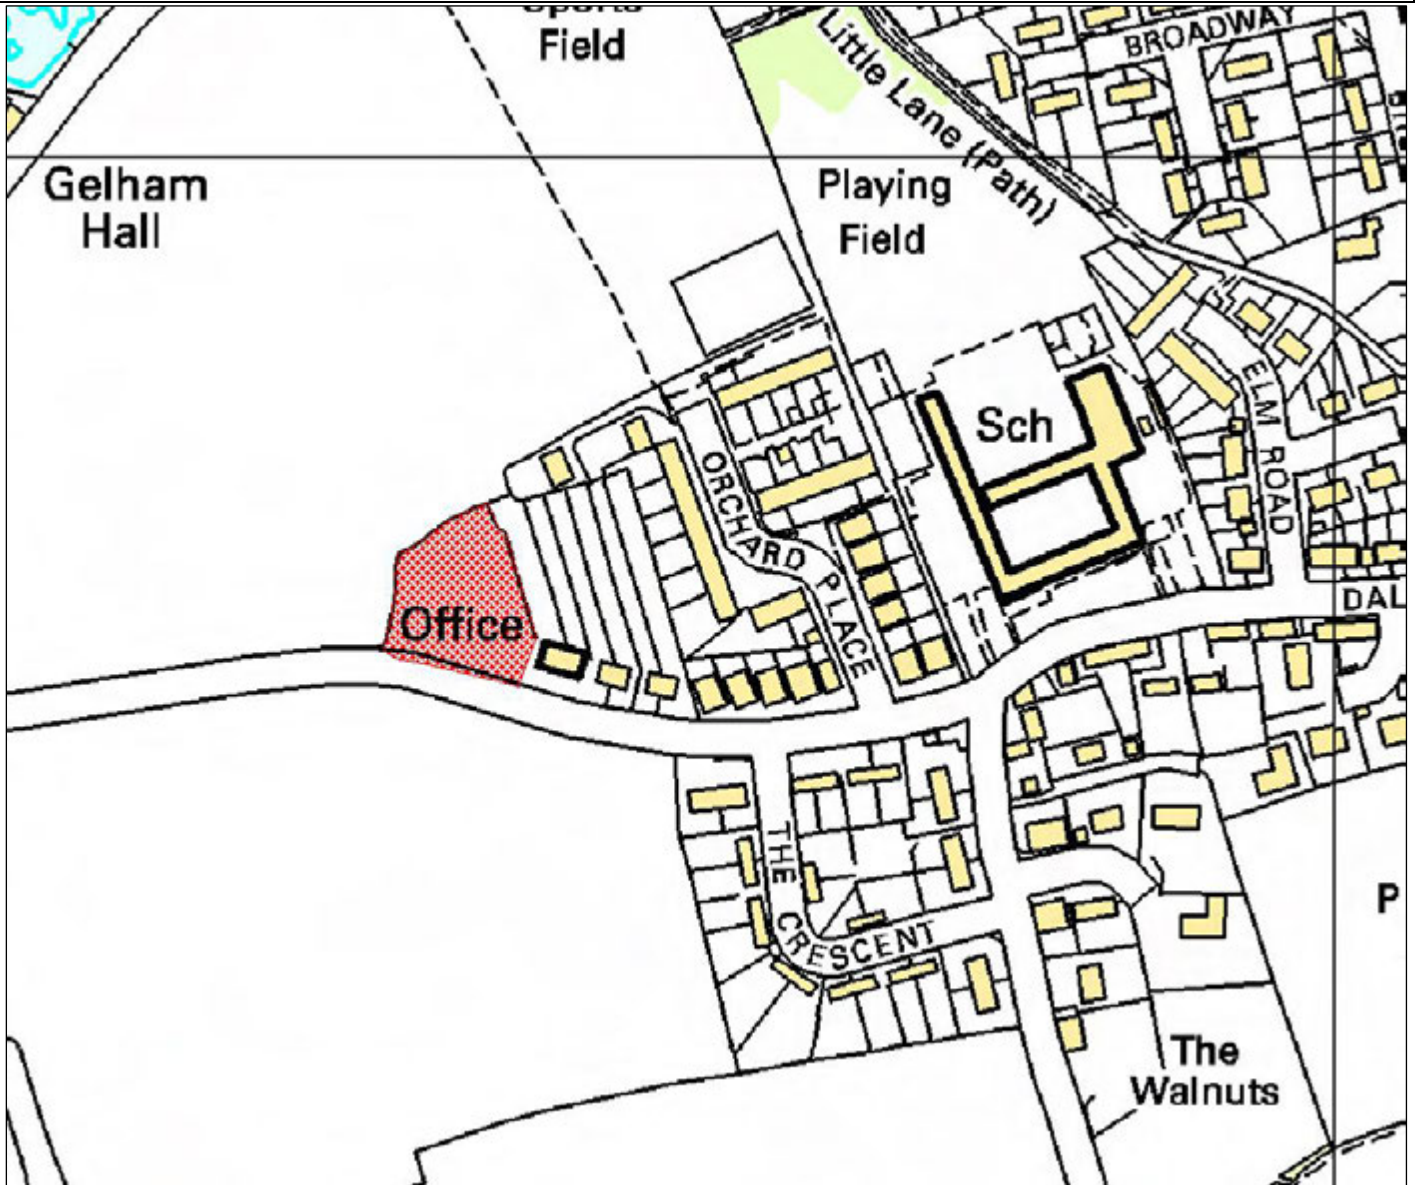 Sports
Field
BROADWAY
Little Lane (Path)
Gelham
Hall
Playing
Field
Sch
ELM ROAD
ORCHARD PLACE
Office
DAL
THE CRESCENT
P
The
Walnuts